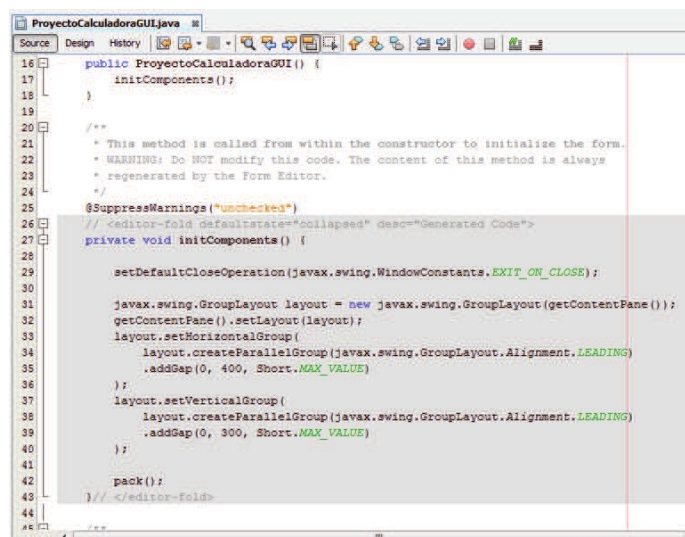 ProyectoCalculadoraGUI.java
Source Design History
16 public ProyectoCalculadoraGUI() {
17 initComponents();
18 }
19
20 /**
21 * This method is called from within the constructor to initialize the form.
22 * WARNING: Do NOT modify this code. The content of this method is always
23 * regenerated by the Form Editor.
24 */
25 @SuppressWarnings("unchecked")
26 // <editor-fold defaultstate="collapsed" desc="Generated Code">
27 private void initComponents() {
28
29 setDefaultCloseOperation(javax.swing.WindowConstants.EXIT_ON_CLOSE);
30
31 javax.swing.GroupLayout layout = new javax.swing.GroupLayout(getContentPane());
32 getContentPane().setLayout(layout);
33 layout.setHorizontalGroup(
34 layout.createParallelGroup(javax.swing.GroupLayout.Alignment.LEADING)
35 .addGap(0, 400, Short.MAX_VALUE)
36 );
37 layout.setVerticalGroup(
38 layout.createParallelGroup(javax.swing.GroupLayout.Alignment.LEADING)
39 .addGap(0, 300, Short.MAX_VALUE)
40 );
41
42 pack();
43 }// </editor-fold>
44
45 /**